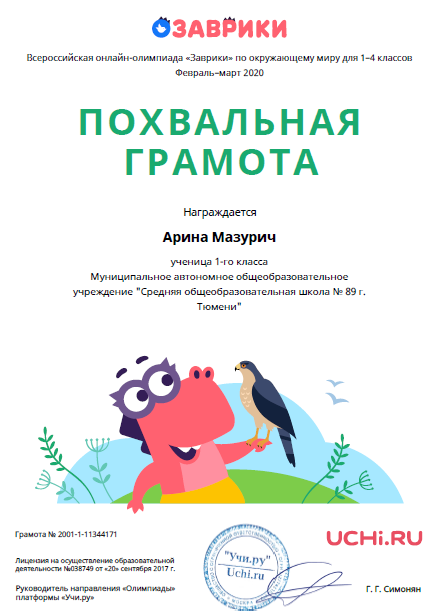 ЗАВРИКИ
Всероссийская онлайн-олимпиада «Заврики» по окружающему миру для 1–4 классов
Февраль–март 2020
ПОХВАЛЬНАЯ
ГРАМОТА
Награждается
Арина Мазурич
ученица 1-го класса
Муниципальное автономное общеобразовательное
учреждение "Средняя общеобразовательная школа № 89 г.
Тюмени"
Грамота № 2001-1-11344171
UCHi.RU
Лицензия на осуществление образовательной
деятельности №038749 от «20» сентября 2017 г.
"Учи.ру"
Uchi.ru
Руководитель направления «Олимпиады»
платформы «Учи.ру»
Г. Г. Симонян